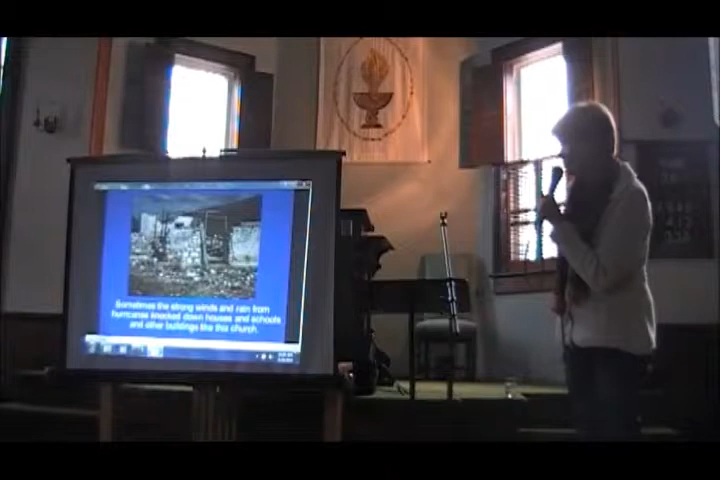 Sometimes the strong winds and rain from
hurricanes knocked down houses and schools
and other buildings like this church.